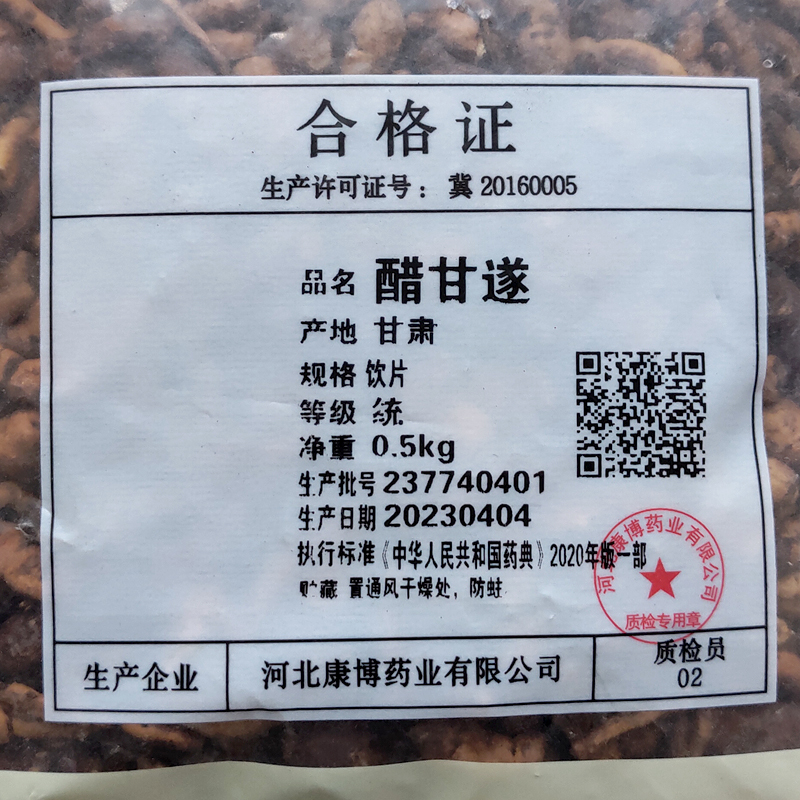 合格证
生产许可证号：冀 20160005
品名 醋甘遂
产地 甘肃
规格 饮片
等级 统
净重 0.5kg
生产批号 237740401
生产日期 20230404
执行标准《中华人民共和国药典》2020年版一部
贮藏 置通风干燥处，防蛀
河北康博药业有限公司
质检专用章
生产企业 河北康博药业有限公司
质检员
02